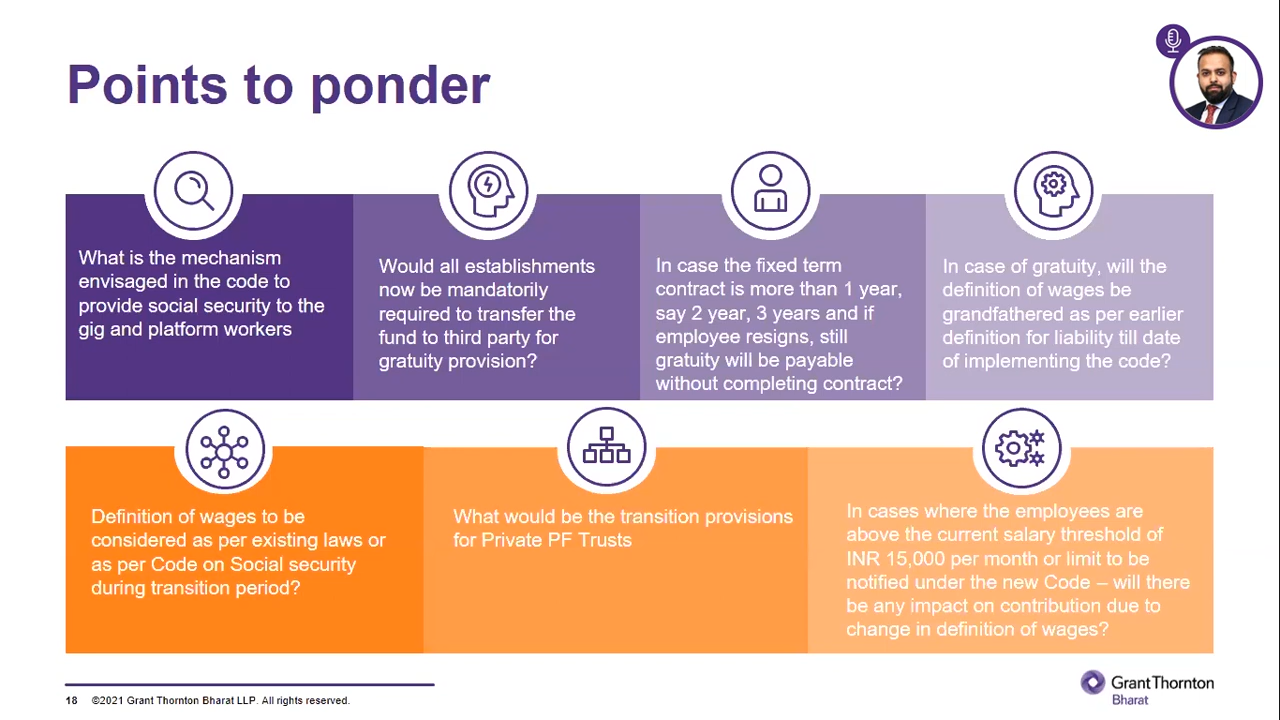 Points to ponder
What is the mechanism
envisaged in the code to
provide social security to the
gig and platform workers
Would all establishments
now be mandatorily
required to transfer the
fund to third party for
gratuity provision?
In case the fixed term
contract is more than 1 year,
say 2 year, 3 years and if
employee resigns, still
gratuity will be payable
without completing contract?
In case of gratuity, will the
definition of wages be
grandfathered as per earlier
definition for liability till date
of implementing the code?
Definition of wages to be
considered as per existing laws or
as per Code on Social security
during transition period?
What would be the transition provisions
for Private PF Trusts
In cases where the employees are
above the current salary threshold of
INR 15,000 per month or limit to be
notified under the new Code – will there
be any impact on contribution due to
change in definition of wages?
18 ©2021 Grant Thornton Bharat LLP. All rights reserved.
GrantThornton
Bharat